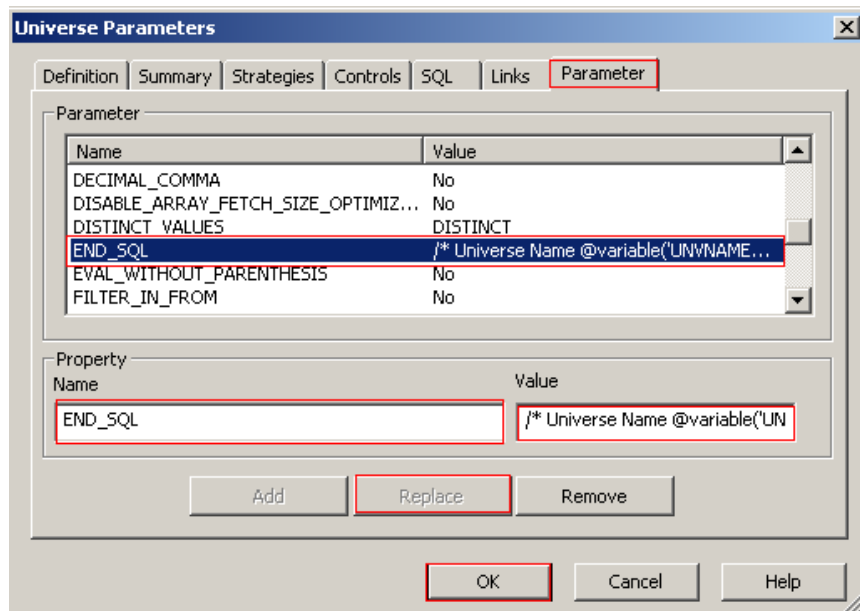 Universe Parameters
Definition Summary Strategies Controls SQL Links Parameter
Parameter
Name Value
DECIMAL_COMMA No
DISABLE_ARRAY_FETCH_SIZE_OPTIMIZ... No
DISTINCT_VALUES DISTINCT
END_SQL /* Universe Name @variable('UNVNAME...
EVAL_WITHOUT_PARENTHESIS No
FILTER_IN_FROM No
Property
Name Value
END_SQL /* Universe Name @variable('UN
Add Replace Remove
OK Cancel Help